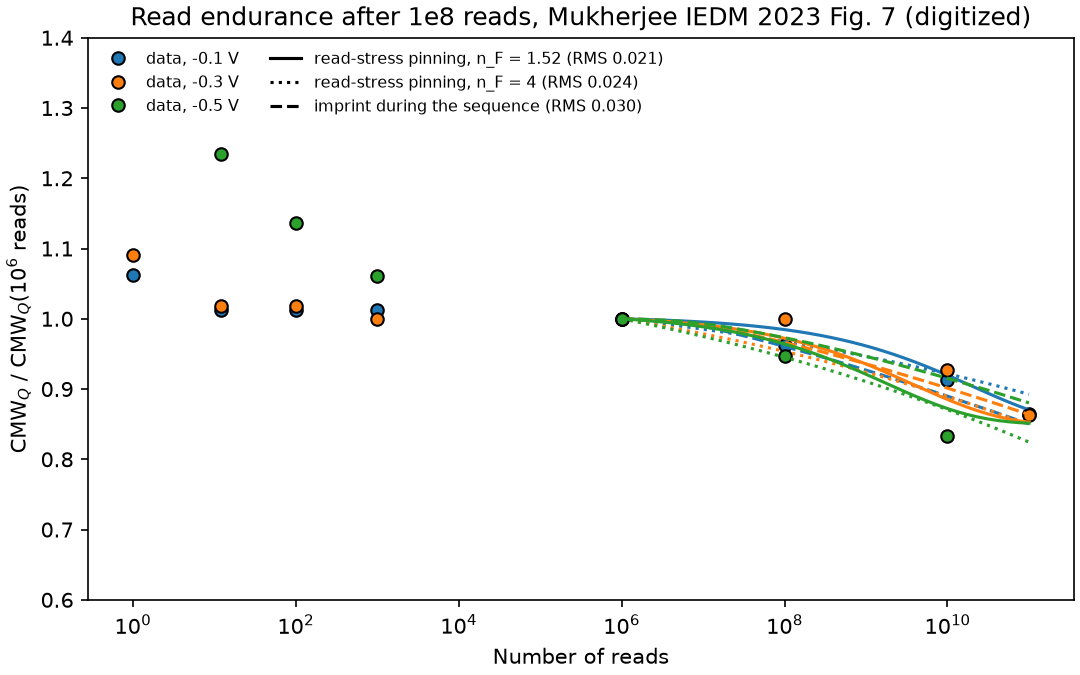 Read endurance after 1e8 reads, Mukherjee IEDM 2023 Fig. 7 (digitized)
data, -0.1 V
data, -0.3 V
data, -0.5 V
read-stress pinning, n_F = 1.52 (RMS 0.021)
read-stress pinning, n_F = 4 (RMS 0.024)
imprint during the sequence (RMS 0.030)
CMW_Q / CMW_Q(10^6 reads)
1.4
1.3
1.2
1.1
1.0
0.9
0.8
0.7
0.6
10^0
10^2
10^4
10^6
10^8
10^10
Number of reads